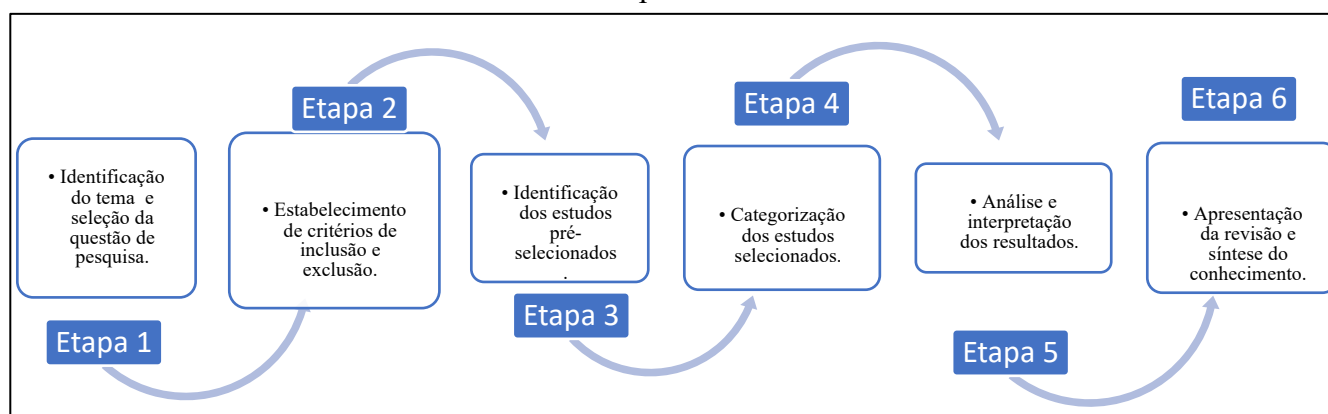 Etapa 1
• Identificação
do tema e
seleção da
questão de
pesquisa.
Etapa 2
• Estabelecimento
de critérios de
inclusão e
exclusão.
• Identificação
dos estudos
pré-
selecionados
.
Etapa 3
Etapa 4
• Categorização
dos estudos
selecionados.
• Análise e
interpretação
dos resultados.
Etapa 5
Etapa 6
• Apresentação
da revisão e
síntese do
conhecimento.